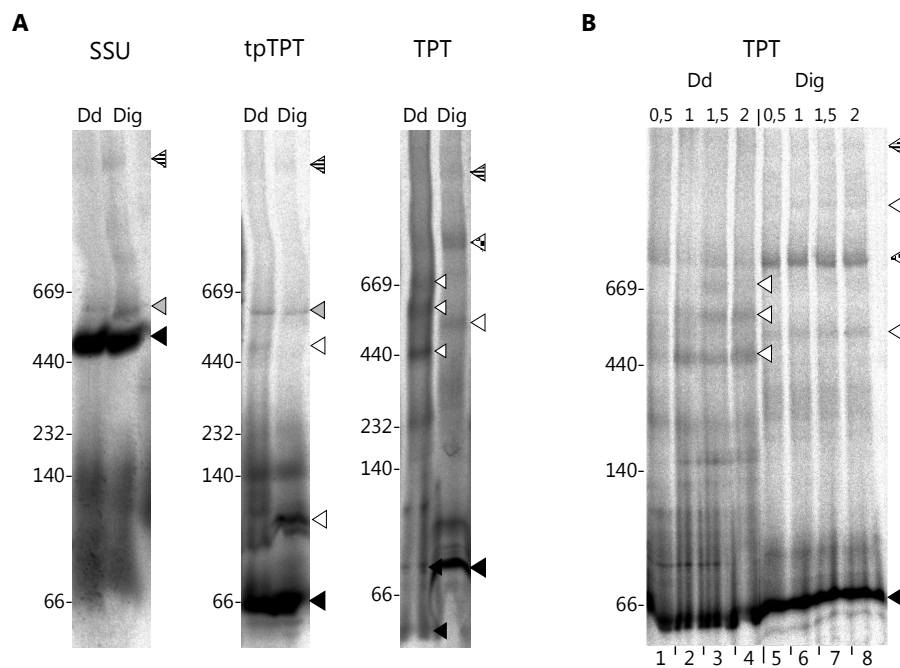 A
SSU
Dd Dig
669-
440-
232-
140-
66-
tpTPT
Dd Dig
669-
440-
232-
140-
66-
TPT
Dd Dig
669-
440-
232-
140-
66-
B
TPT
Dd Dig
0,5 1 1,5 2 0,5 1 1,5 2
669-
440-
140-
66-
1 2 3 4 5 6 7 8